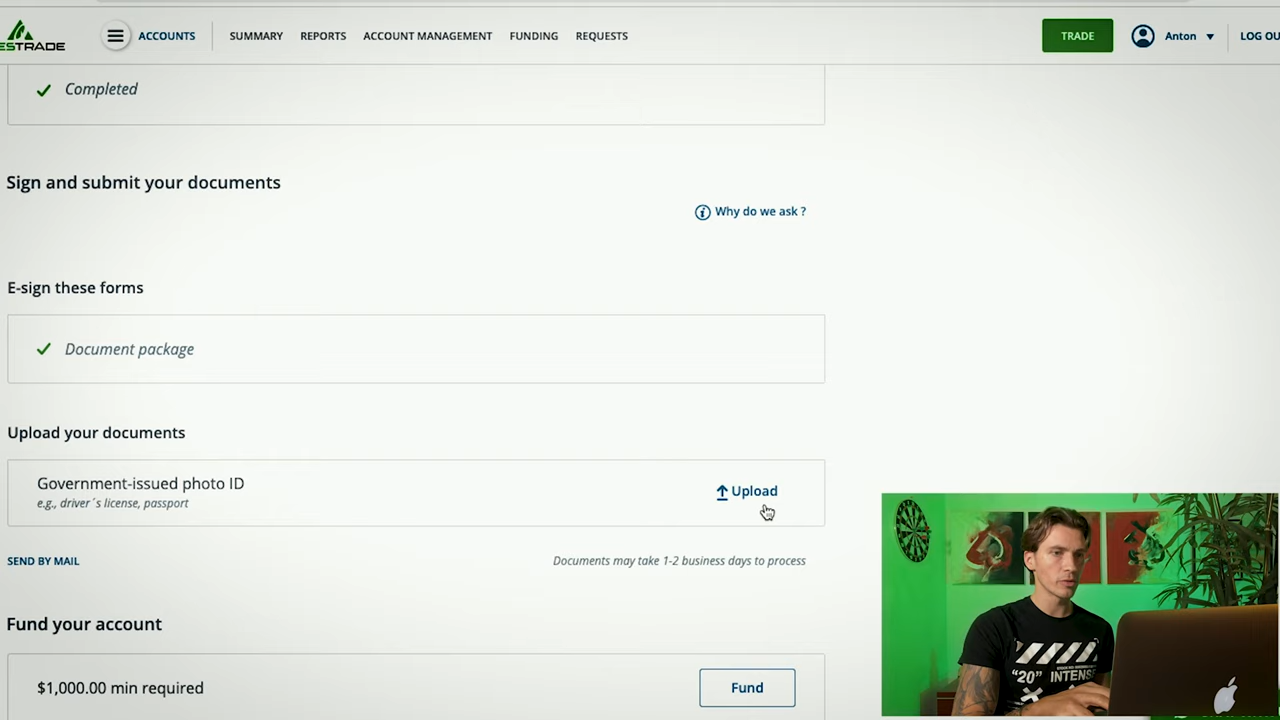 ESTRADE
ACCOUNTS
SUMMARY
REPORTS
ACCOUNT MANAGEMENT
FUNDING
REQUESTS
TRADE
Anton
LOG OU
Completed
Sign and submit your documents
Why do we ask ?
E-sign these forms
Document package
Upload your documents
Government-issued photo ID
e.g., driver´s license, passport
Upload
SEND BY MAIL
Documents may take 1-2 business days to process
Fund your account
$1,000.00 min required
Fund
“20” INTENS